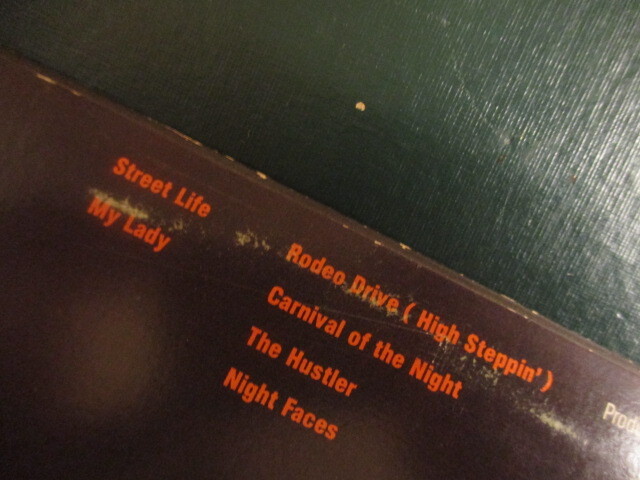 Street Life
My Lady
Rodeo Drive ( High Steppin' )
Carnival of the Night
The Hustler
Night Faces